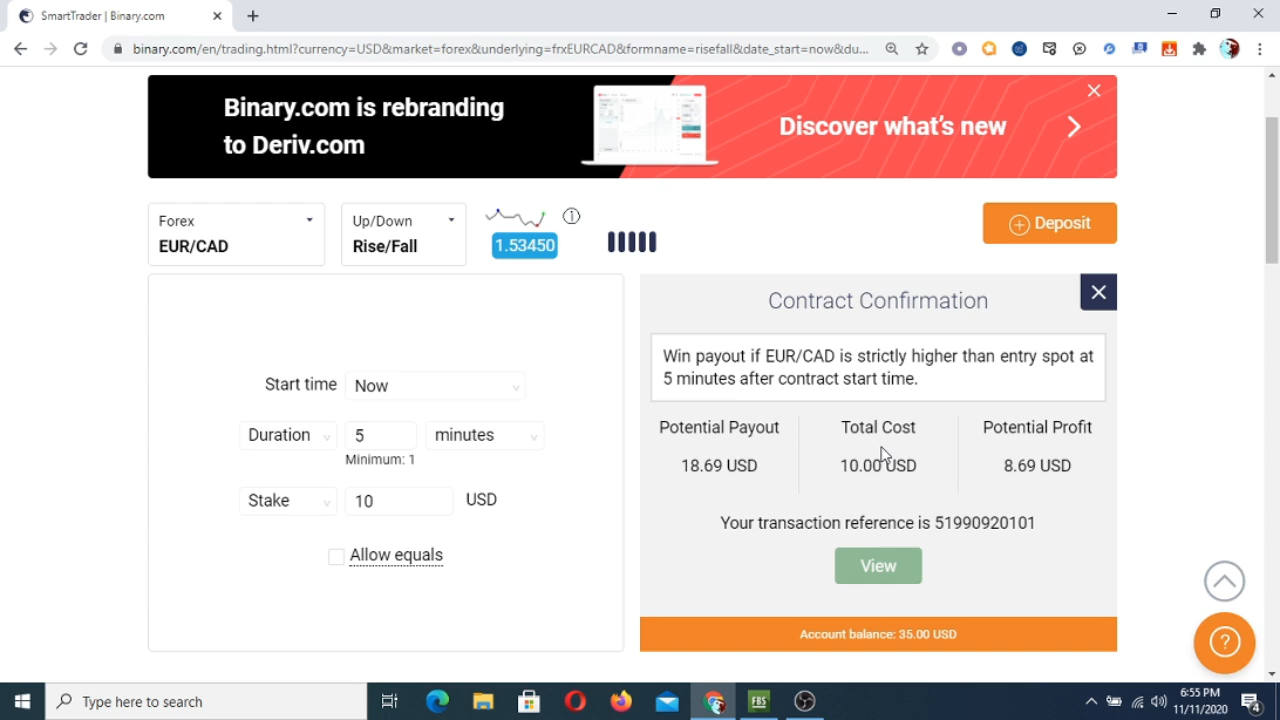 SmartTrader | Binary.com
binary.com/en/trading.html?currency=USD&market=forex&underlying=frxEURCAD&formname=risefall&date_start=now&du...
Binary.com is rebranding
to Deriv.com
Discover what's new
Forex
EUR/CAD
Up/Down
Rise/Fall
1
1.53450
Deposit
Start time Now
Duration 5 minutes
Minimum: 1
Stake 10 USD
Allow equals
Contract Confirmation
Win payout if EUR/CAD is strictly higher than entry spot at
5 minutes after contract start time.
Potential Payout Total Cost Potential Profit
18.69 USD 10.00 USD 8.69 USD
Your transaction reference is 51990920101
View
Account balance: 35.00 USD
?
Type here to search
FBS
6:55 PM
11/11/2020
4